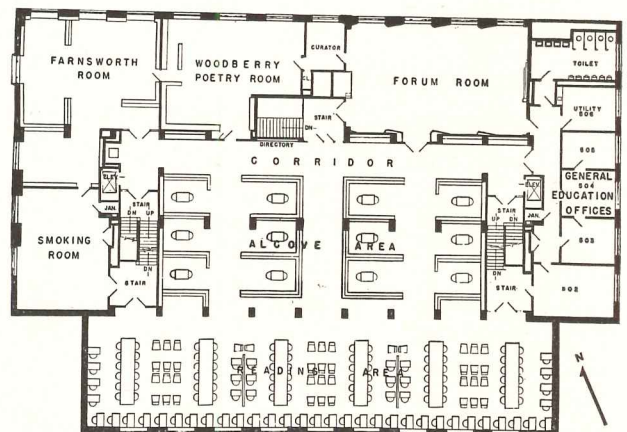 FARNSWORTH
ROOM
WOODBERRY
POETRY ROOM
CURATOR
CL.
FORUM ROOM
TOILET
UTILITY
506
505
GENERAL
504
EDUCATION
OFFICES
503
502
STAIR
DN
DIRECTORY
CORRIDOR
ELEV
JAN.
STAIR
DN UP
DN
STAIR
SMOKING
ROOM
ALCOVE AREA
ELEV
JAN.
STAIR
UP DN
DN
STAIR
READING AREA
N